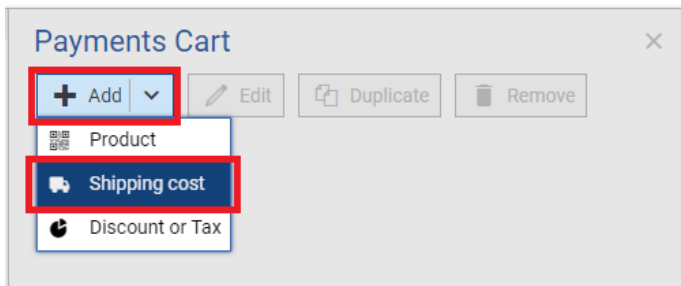 Payments Cart
Add Edit Duplicate Remove
Product
Shipping cost
Discount or Tax